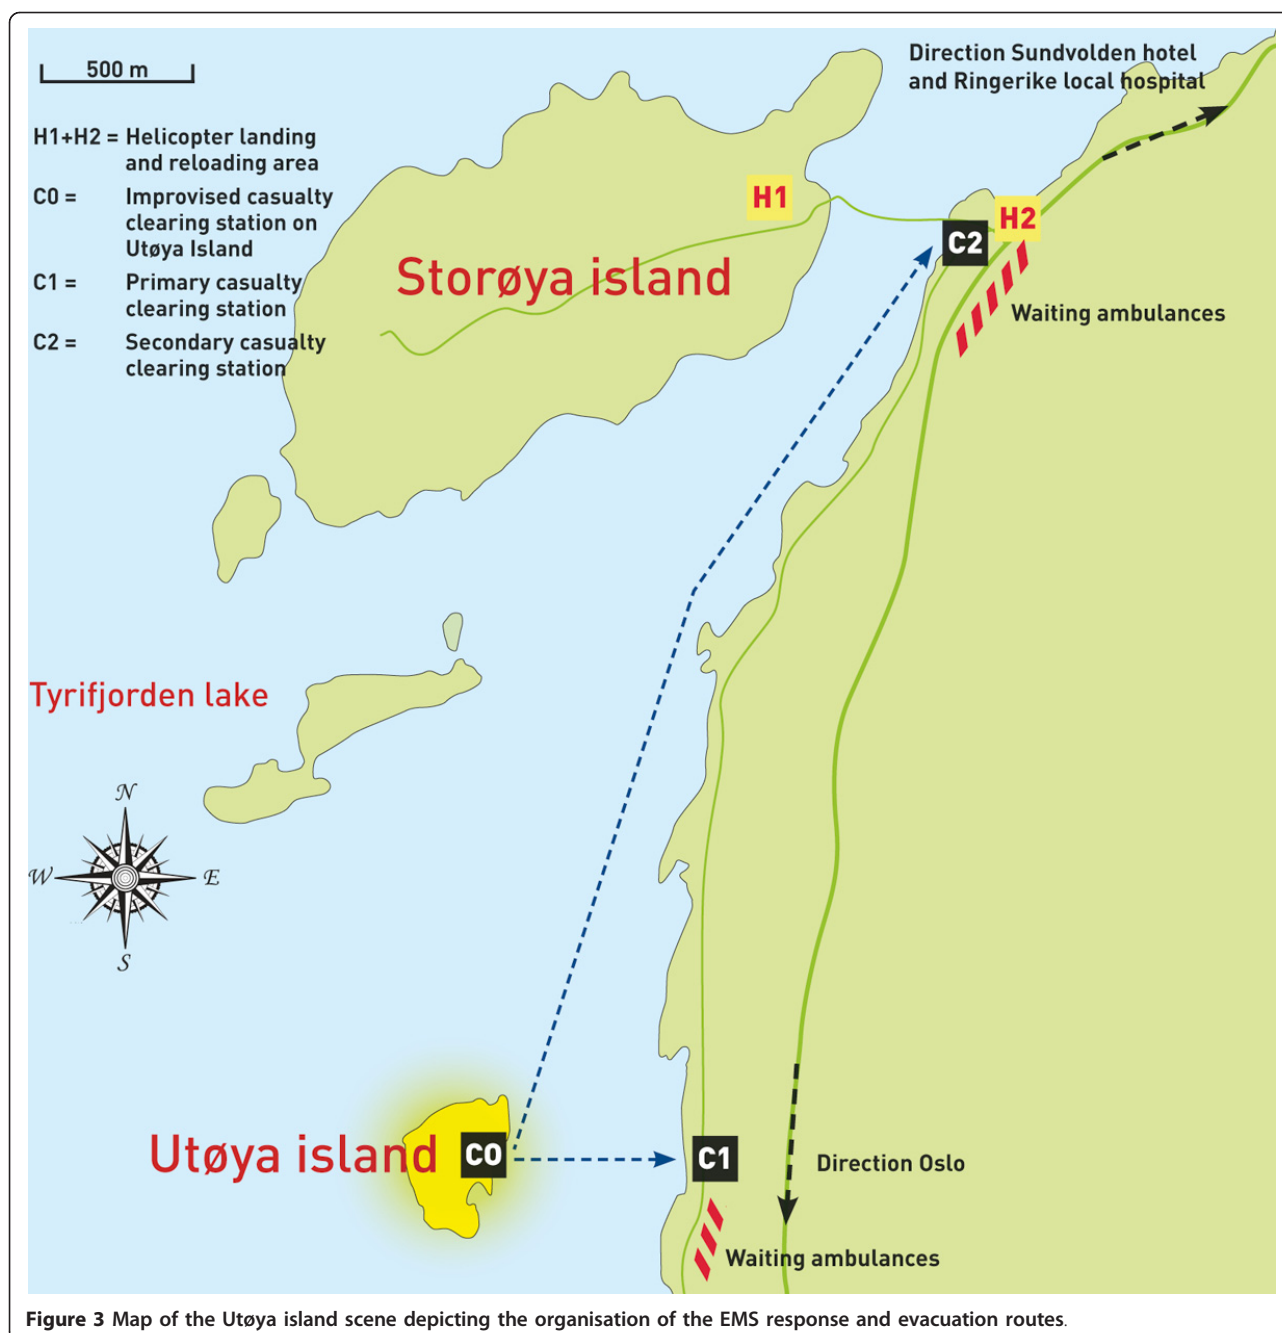 500 m
Direction Sundvolden hotel
and Ringerike local hospital
H1+H2 = Helicopter landing
and reloading area
C0 = Improvised casualty
clearing station on
Utøya Island
C1 = Primary casualty
clearing station
C2 = Secondary casualty
clearing station
H1
H2
C2
Storøya island
Waiting ambulances
Tyrifjorden lake
N
W E
S
Utøya island
C0
C1
Direction Oslo
Waiting ambulances
Figure 3 Map of the Utøya island scene depicting the organisation of the EMS response and evacuation routes.